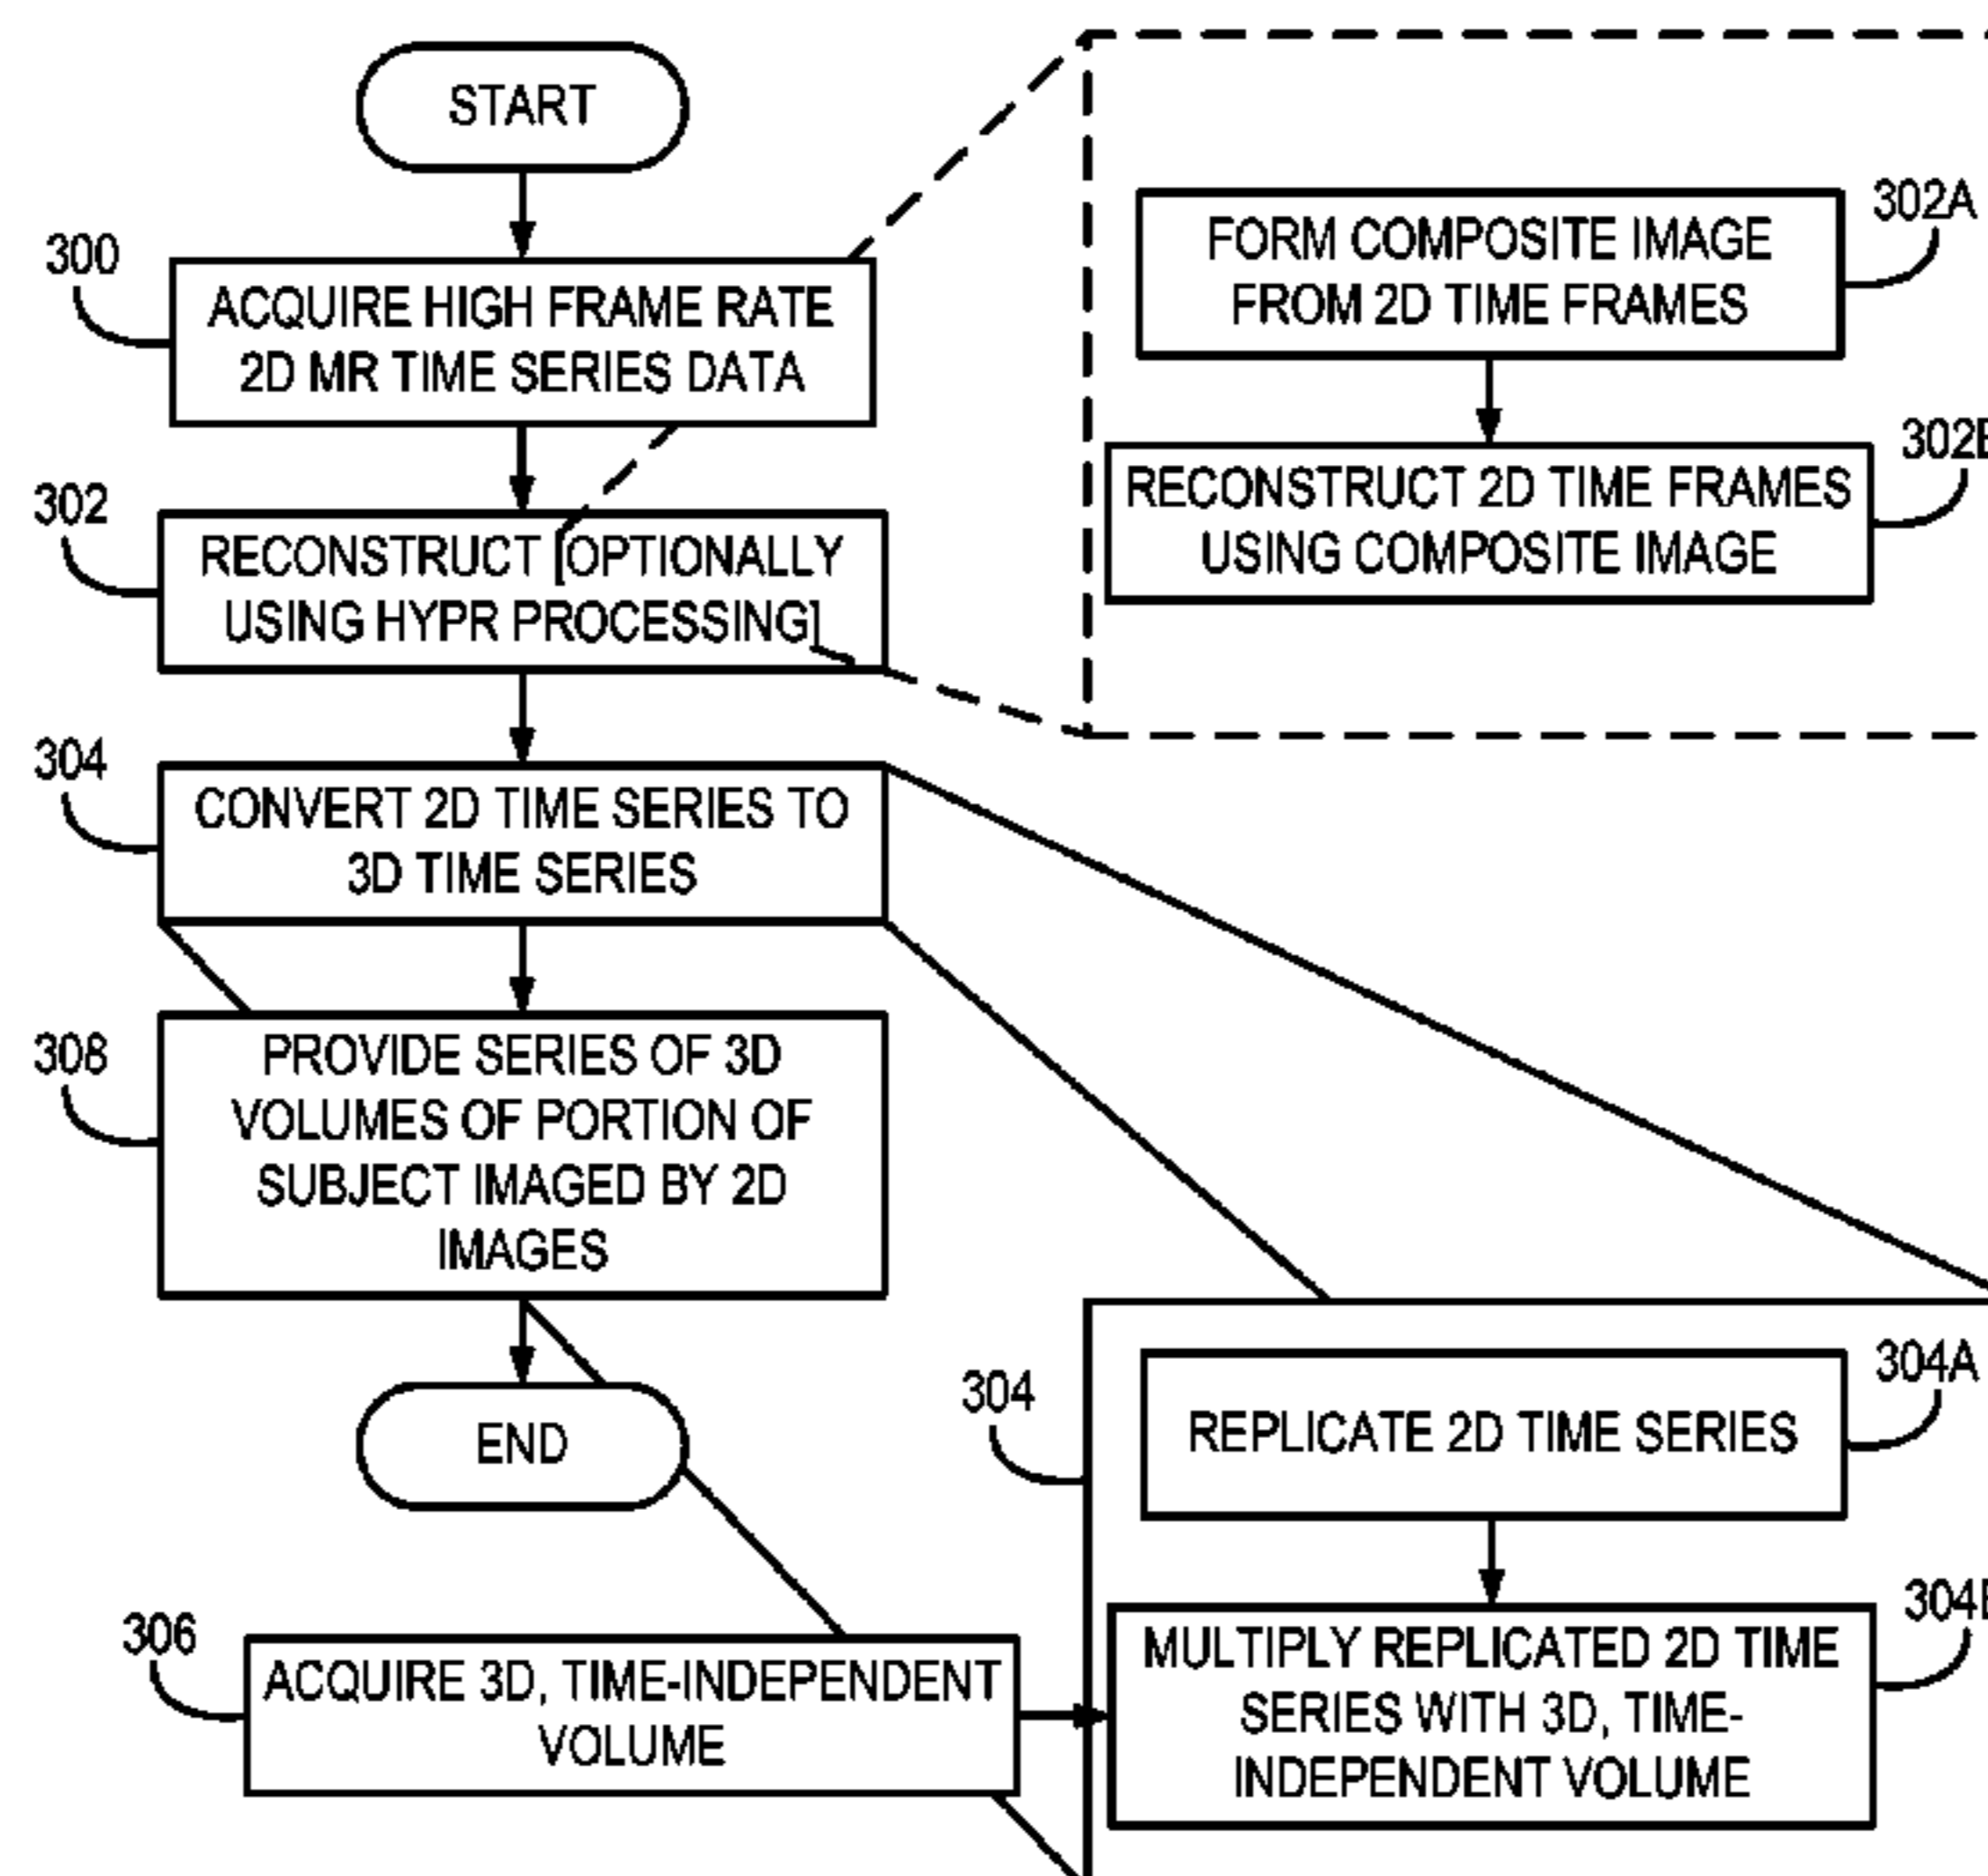 START
300
ACQUIRE HIGH FRAME RATE
2D MR TIME SERIES DATA
302
RECONSTRUCT [OPTIONALLY
USING HYPR PROCESSING]
304
CONVERT 2D TIME SERIES TO
3D TIME SERIES
308
PROVIDE SERIES OF 3D
VOLUMES OF PORTION OF
SUBJECT IMAGED BY 2D
IMAGES
END
302A
FORM COMPOSITE IMAGE
FROM 2D TIME FRAMES
302B
RECONSTRUCT 2D TIME FRAMES
USING COMPOSITE IMAGE
304
304A
REPLICATE 2D TIME SERIES
304B
MULTIPLY REPLICATED 2D TIME
SERIES WITH 3D, TIME-
INDEPENDENT VOLUME
306
ACQUIRE 3D, TIME-INDEPENDENT
VOLUME